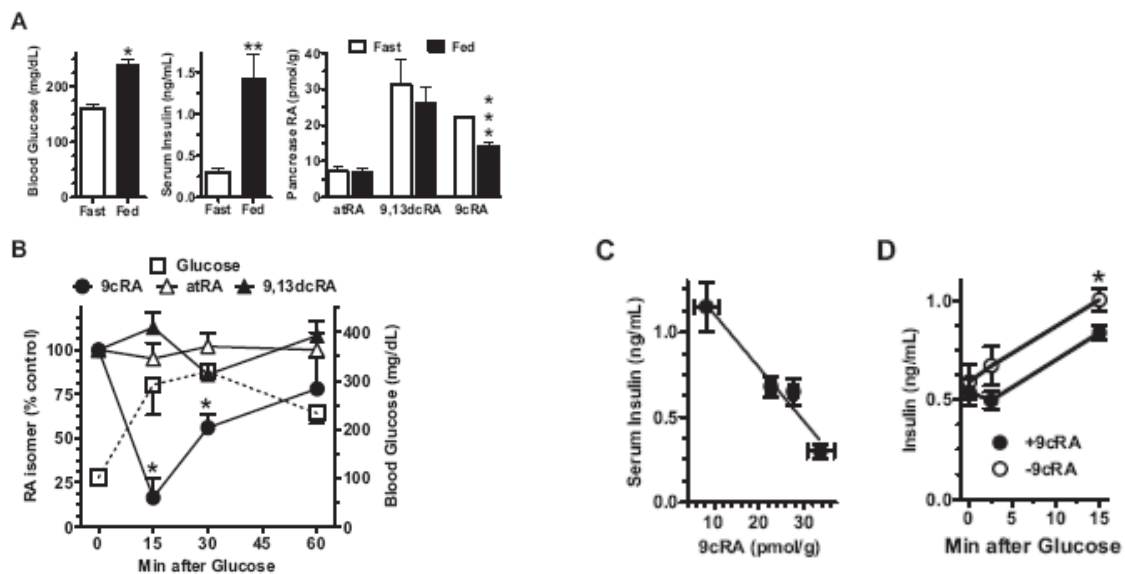 A
Blood Glucose (mg/dL)
200
100
0
*
Fast Fed
Serum Insulin (ng/mL)
1.5
1.0
0.5
0.0
**
Fast Fed
Pancrease RA (pmol/g)
40
30
20
10
0
Fast Fed
***
atRA 9,13dcRA 9cRA
B
Glucose
9cRA atRA 9,13dcRA
RA isomer (% control)
100
75
50
25
0
*
*
400
300
200
100
0
Blood Glucose (mg/dL)
0 15 30 45 60
Min after Glucose
C
Serum Insulin (ng/mL)
1.0
0.5
0.0
10 20 30
9cRA (pmol/g)
D
Insulin (ng/mL)
1.0
0.5
0.0
*
+9cRA
-9cRA
0 5 10 15
Min after Glucose